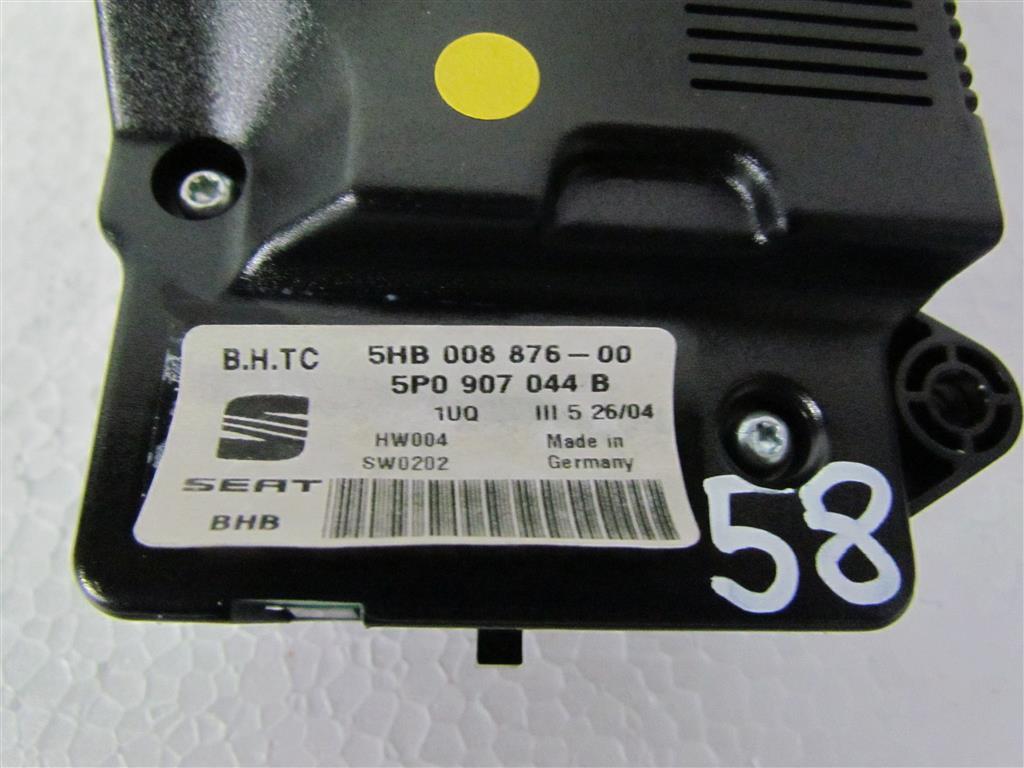 B.H.TC 5HB 008 876-00
5P0 907 044 B
1UQ III 5 26/04
HW004 Made in
SW0202 Germany
SEAT
BHB
58